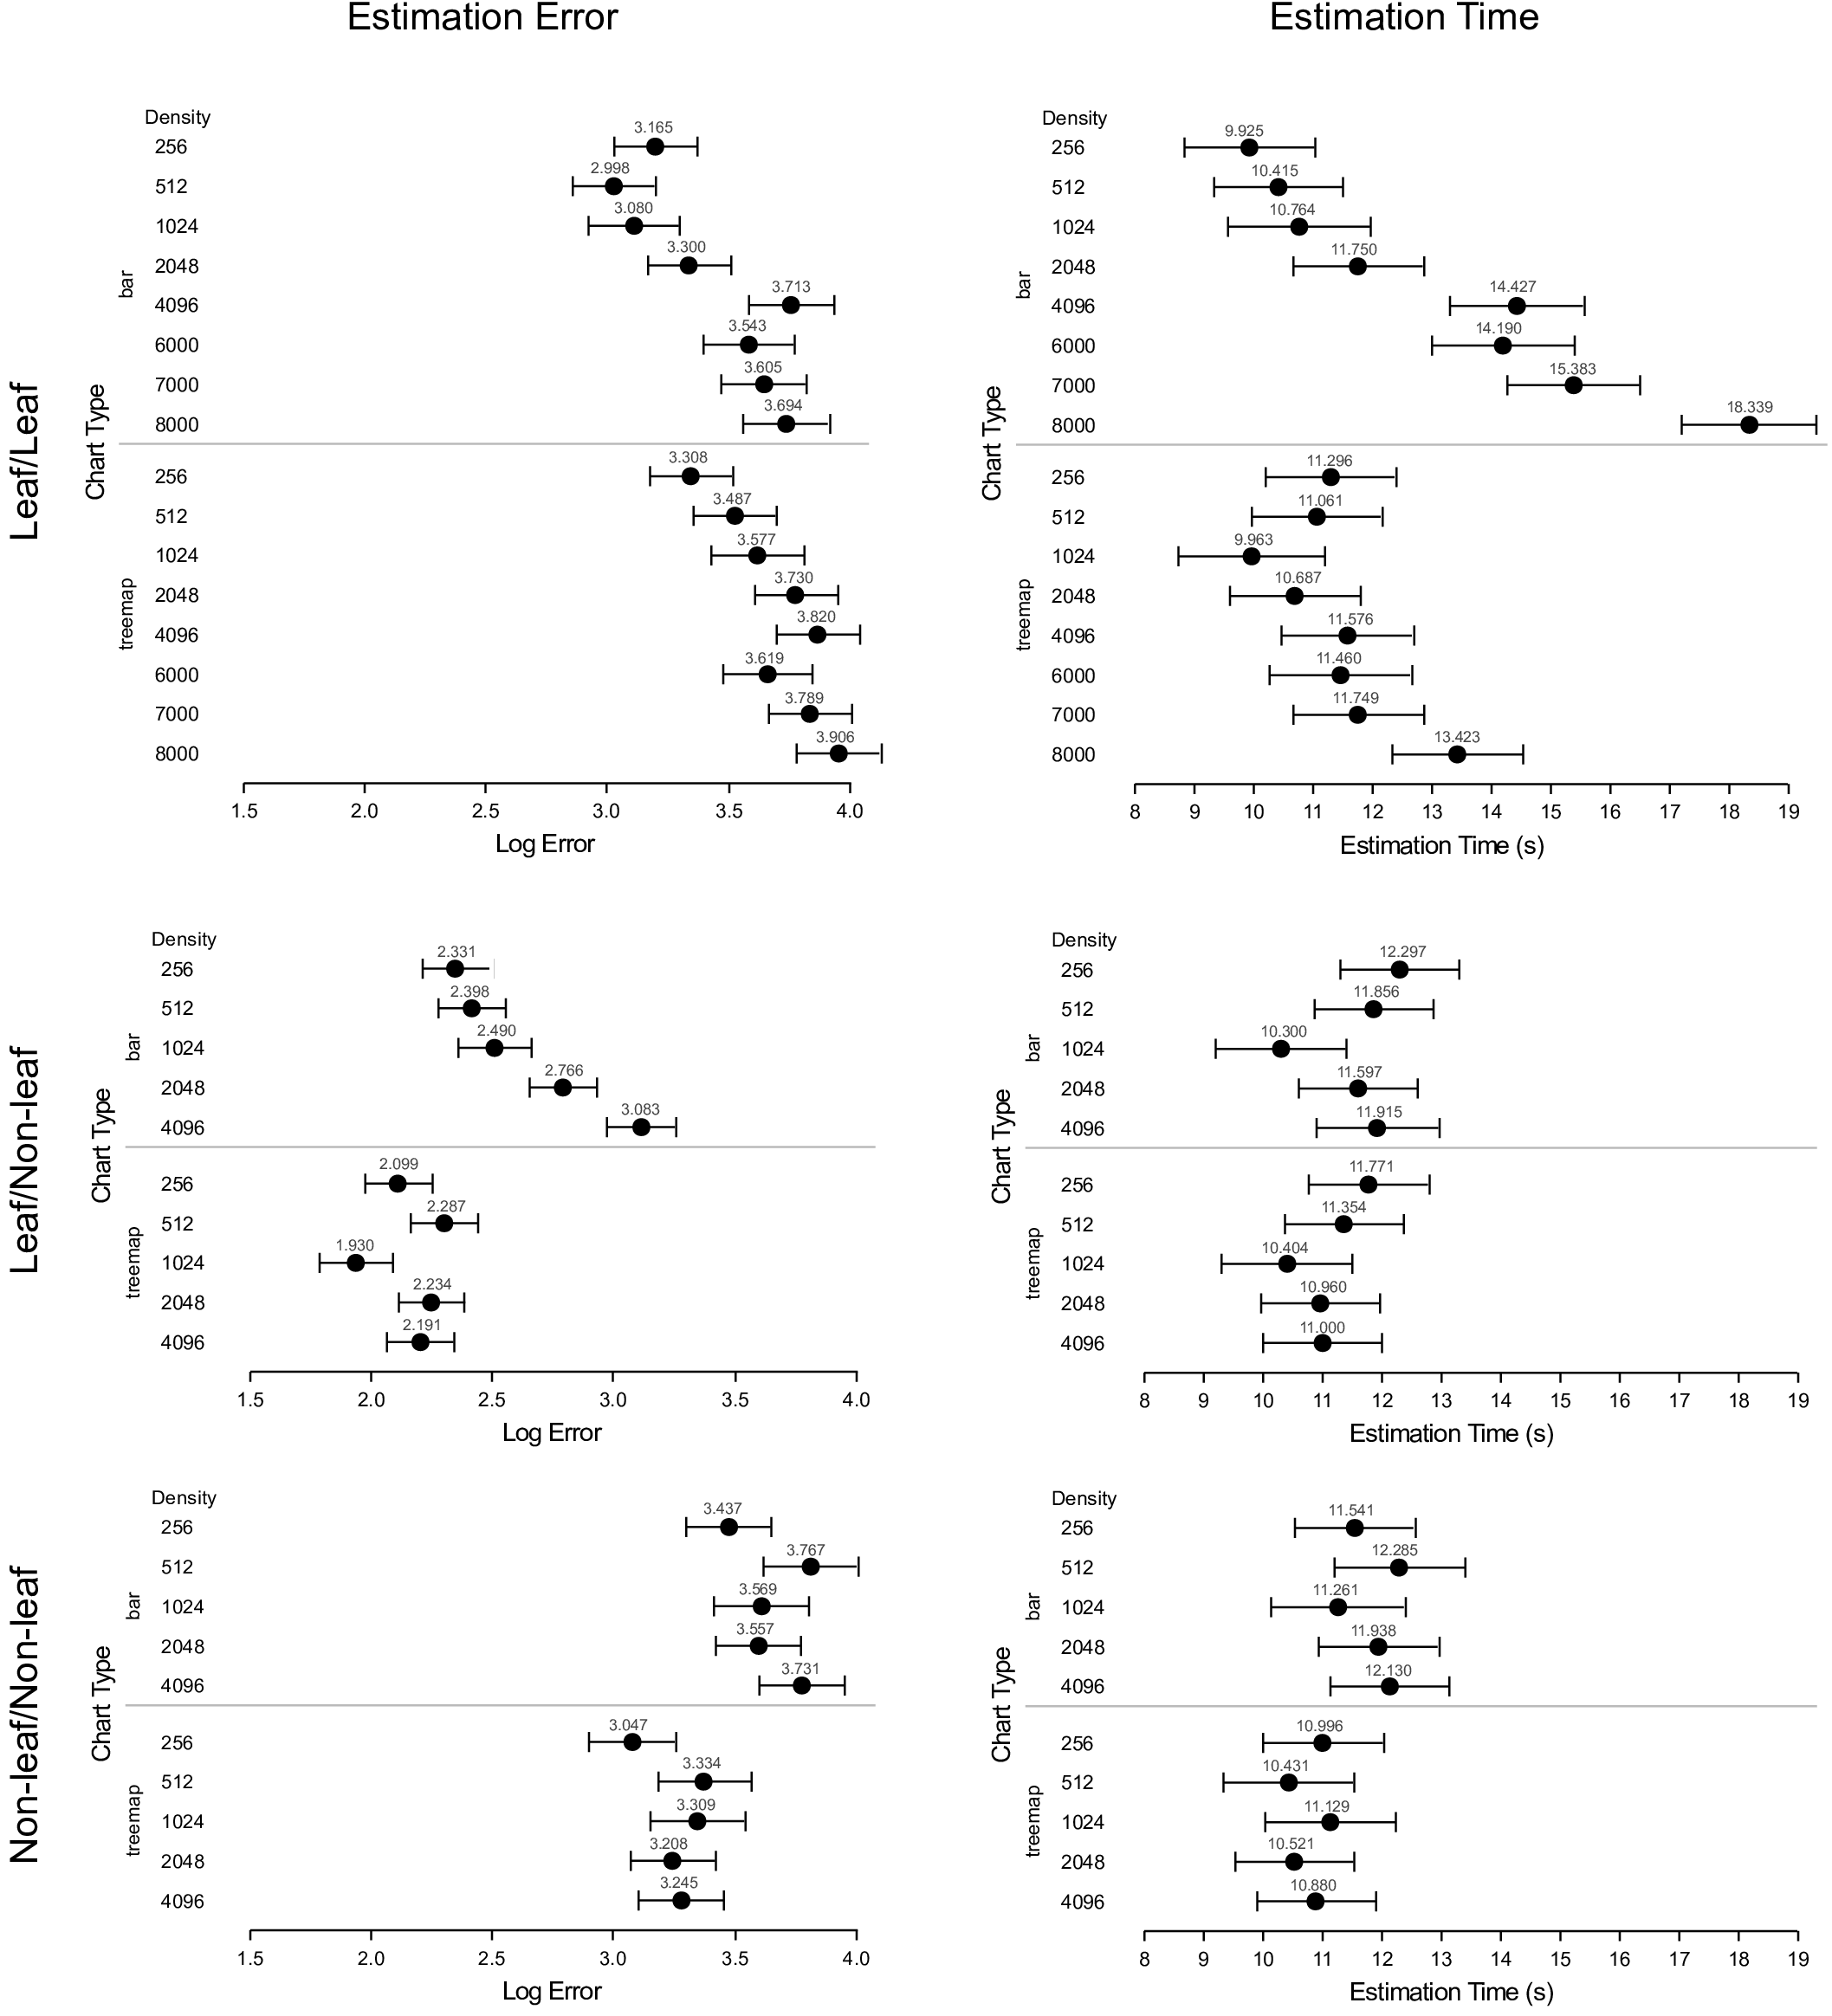 Estimation Error
Estimation Time
Leaf/Leaf
Chart Type
Density
bar
256 3.165
512 2.998
1024 3.080
2048 3.300
4096 3.713
6000 3.543
7000 3.605
8000 3.694
treemap
256 3.308
512 3.487
1024 3.577
2048 3.730
4096 3.820
6000 3.619
7000 3.789
8000 3.906
1.5 2.0 2.5 3.0 3.5 4.0
Log Error
Chart Type
Density
bar
256 9.925
512 10.415
1024 10.764
2048 11.750
4096 14.427
6000 14.190
7000 15.383
8000 18.339
treemap
256 11.296
512 11.061
1024 9.963
2048 10.687
4096 11.576
6000 11.460
7000 11.749
8000 13.423
8 9 10 11 12 13 14 15 16 17 18 19
Estimation Time (s)
Leaf/Non-leaf
Chart Type
Density
bar
256 2.331
512 2.398
1024 2.490
2048 2.766
4096 3.083
treemap
256 2.099
512 2.287
1024 1.930
2048 2.234
4096 2.191
1.5 2.0 2.5 3.0 3.5 4.0
Log Error
Chart Type
Density
bar
256 12.297
512 11.856
1024 10.300
2048 11.597
4096 11.915
treemap
256 11.771
512 11.354
1024 10.404
2048 10.960
4096 11.000
8 9 10 11 12 13 14 15 16 17 18 19
Estimation Time (s)
Non-leaf/Non-leaf
Chart Type
Density
bar
256 3.437
512 3.767
1024 3.569
2048 3.557
4096 3.731
treemap
256 3.047
512 3.334
1024 3.309
2048 3.208
4096 3.245
1.5 2.0 2.5 3.0 3.5 4.0
Log Error
Chart Type
Density
bar
256 11.541
512 12.285
1024 11.261
2048 11.938
4096 12.130
treemap
256 10.996
512 10.431
1024 11.129
2048 10.521
4096 10.880
8 9 10 11 12 13 14 15 16 17 18 19
Estimation Time (s)